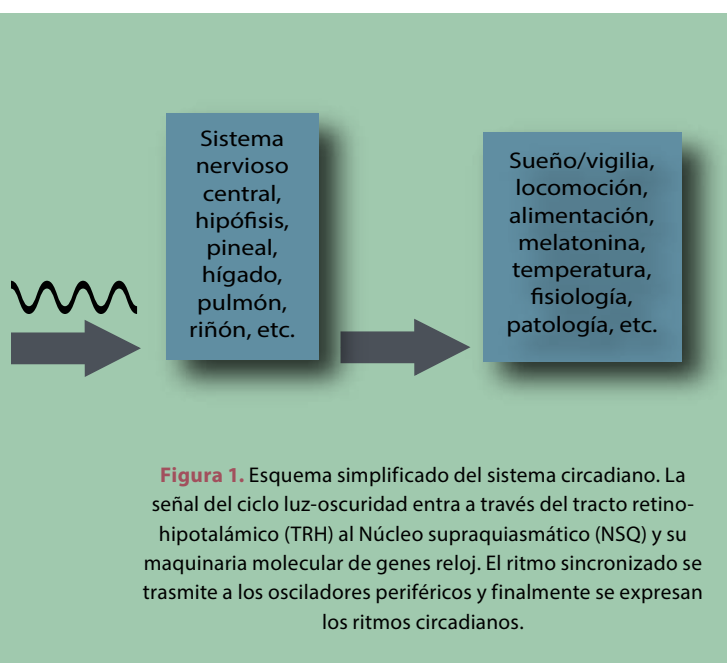 Sistema
nervioso
central,
hipófisis,
pineal,
hígado,
pulmón,
riñón, etc.
Sueño/vigilia,
locomoción,
alimentación,
melatonina,
temperatura,
fisiología,
patología, etc.
Figura 1. Esquema simplificado del sistema circadiano. La
señal del ciclo luz-oscuridad entra a través del tracto retino-
hipotalámico (TRH) al Núcleo supraquiasmático (NSQ) y su
maquinaria molecular de genes reloj. El ritmo sincronizado se
trasmite a los osciladores periféricos y finalmente se expresan
los ritmos circadianos.